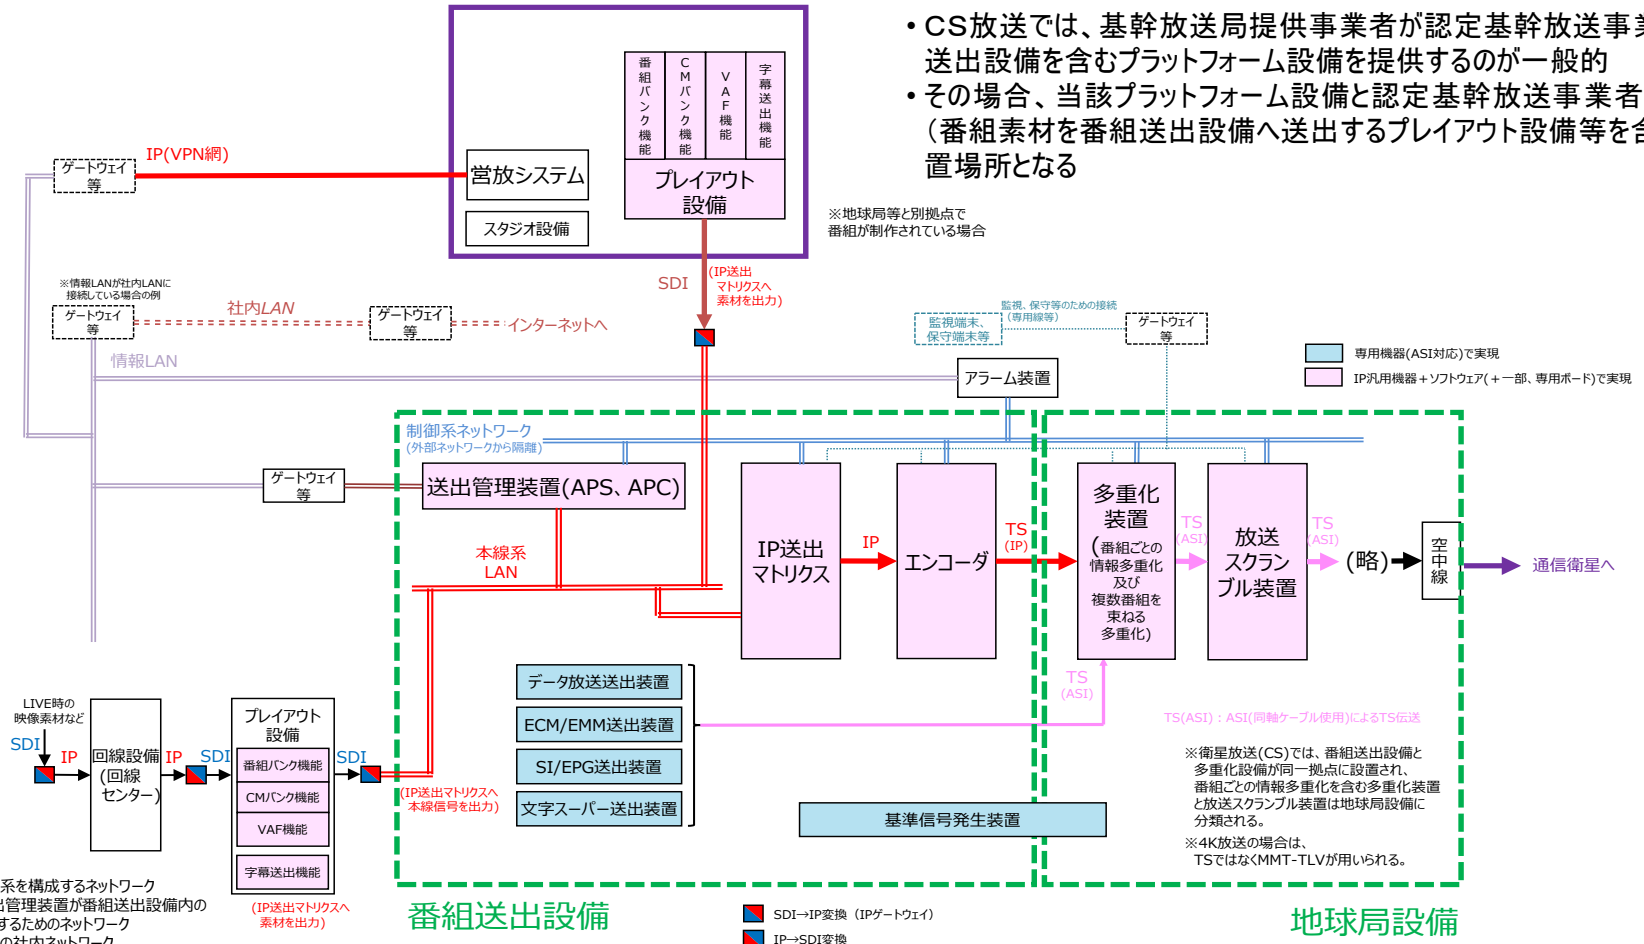 ・CS放送では、基幹放送局提供事業者が認定基幹放送事業
送出設備を含むプラットフォーム設備を提供するのが一般的
・その場合、当該プラットフォーム設備と認定基幹放送事業者
（番組素材を番組送出設備へ送出するプレイアウト設備等を含
置場所となる
番組バンク機能
CMバンク機能
VAF機能
字幕送出機能
営放システム
プレイアウト
設備
スタジオ設備
※地球局等と別拠点で
番組が制作されている場合
ゲートウェイ
等
IP(VPN網)
SDI
(IP送出
マトリクスへ
素材を出力)
※情報LANが社内LANに
接続している場合の例
ゲートウェイ
等
社内LAN
ゲートウェイ
等
インターネットへ
情報LAN
監視、保守等のための接続
（専用線等）
監視端末、
保守端末等
ゲートウェイ
等
アラーム装置
専用機器(ASI対応)で実現
IP汎用機器＋ソフトウェア(＋一部、専用ボード)で実現
制御系ネットワーク
(外部ネットワークから隔離)
ゲートウェイ
等
送出管理装置(APS、APC)
本線系
LAN
IP送出
マトリクス
IP
エンコーダ
TS
(IP)
多重化
装置
(番組ごとの
情報多重化
及び
複数番組を
束ねる
多重化)
TS
(ASI)
放送
スクラン
ブル装置
TS
(ASI)
(略)
空中線
通信衛星へ
データ放送送出装置
ECM/EMM送出装置
SI/EPG送出装置
文字スーパー送出装置
TS
(ASI)
TS(ASI)：ASI(同軸ケーブル使用)によるTS伝送
※衛星放送(CS)では、番組送出設備と
多重化設備が同一拠点に設置され、
番組ごとの情報多重化を含む多重化装置
と放送スクランブル装置は地球局設備に
分類される。
※4K放送の場合は、
TSではなくMMT-TLVが用いられる。
基準信号発生装置
LIVE時の
映像素材など
SDI
IP
回線設備
(回線
センター)
IP
SDI
プレイアウト
設備
番組バンク機能
CMバンク機能
VAF機能
字幕送出機能
SDI
(IP送出マトリクスへ
本線信号を出力)
(IP送出マトリクスへ
素材を出力)
系を構成するネットワーク
出管理装置が番組送出設備内の
するためのネットワーク
の社内ネットワーク
番組送出設備
地球局設備
SDI→IP変換（IPゲートウェイ）
IP→SDI変換